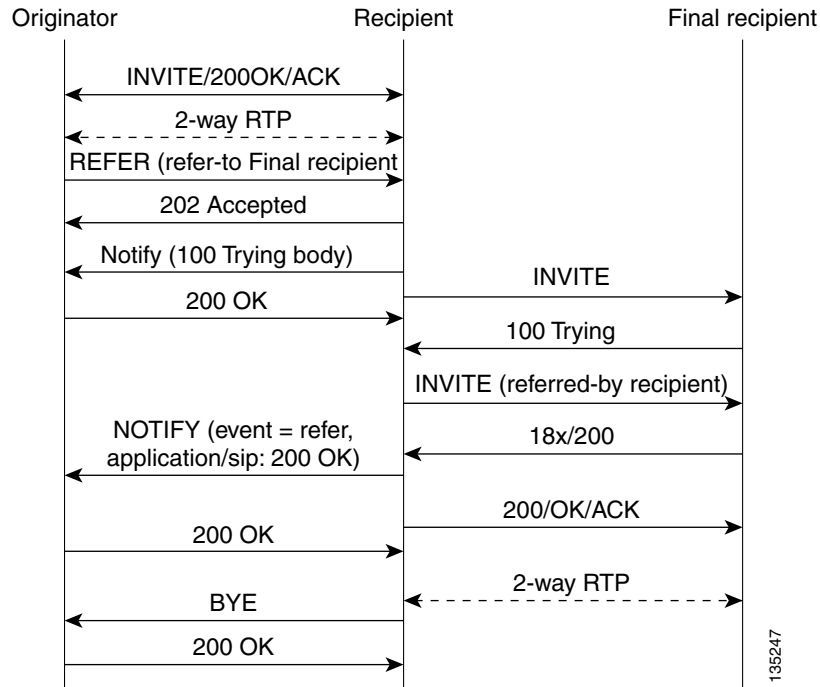 Originator Recipient Final recipient
INVITE/200OK/ACK
2-way RTP
REFER (refer-to Final recipient
202 Accepted
Notify (100 Trying body)
INVITE
200 OK
100 Trying
INVITE (referred-by recipient)
NOTIFY (event = refer,
application/sip: 200 OK)
18x/200
200/OK/ACK
200 OK
2-way RTP
BYE
200 OK
135247